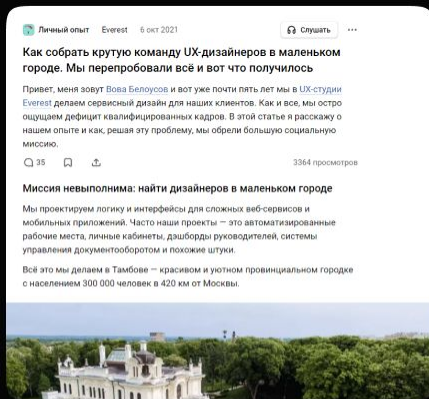 Личный опыт Everest 6 окт 2021 Слушать
Как собрать крутую команду UX-дизайнеров в маленьком
городе. Мы перепробовали всё и вот что получилось
Привет, меня зовут Вова Белоусов и вот уже почти пять лет мы в UX-студии
Everest делаем сервисный дизайн для наших клиентов. Как и все, мы остро
ощущаем дефицит квалифицированных кадров. В этой статье я расскажу о
нашем опыте и как, решая эту проблему, мы обрели большую социальную
миссию.
35 3364 просмотров
Миссия невыполнима: найти дизайнеров в маленьком городе
Мы проектируем логику и интерфейсы для сложных веб-сервисов и
мобильных приложений. Часто наши проекты — это автоматизированные
рабочие места, личные кабинеты, дэшборды руководителей, системы
управления документооборотом и похожие штуки.
Всё это мы делаем в Тамбове — красивом и уютном провинциальном городке
с населением 300 000 человек в 420 км от Москвы.